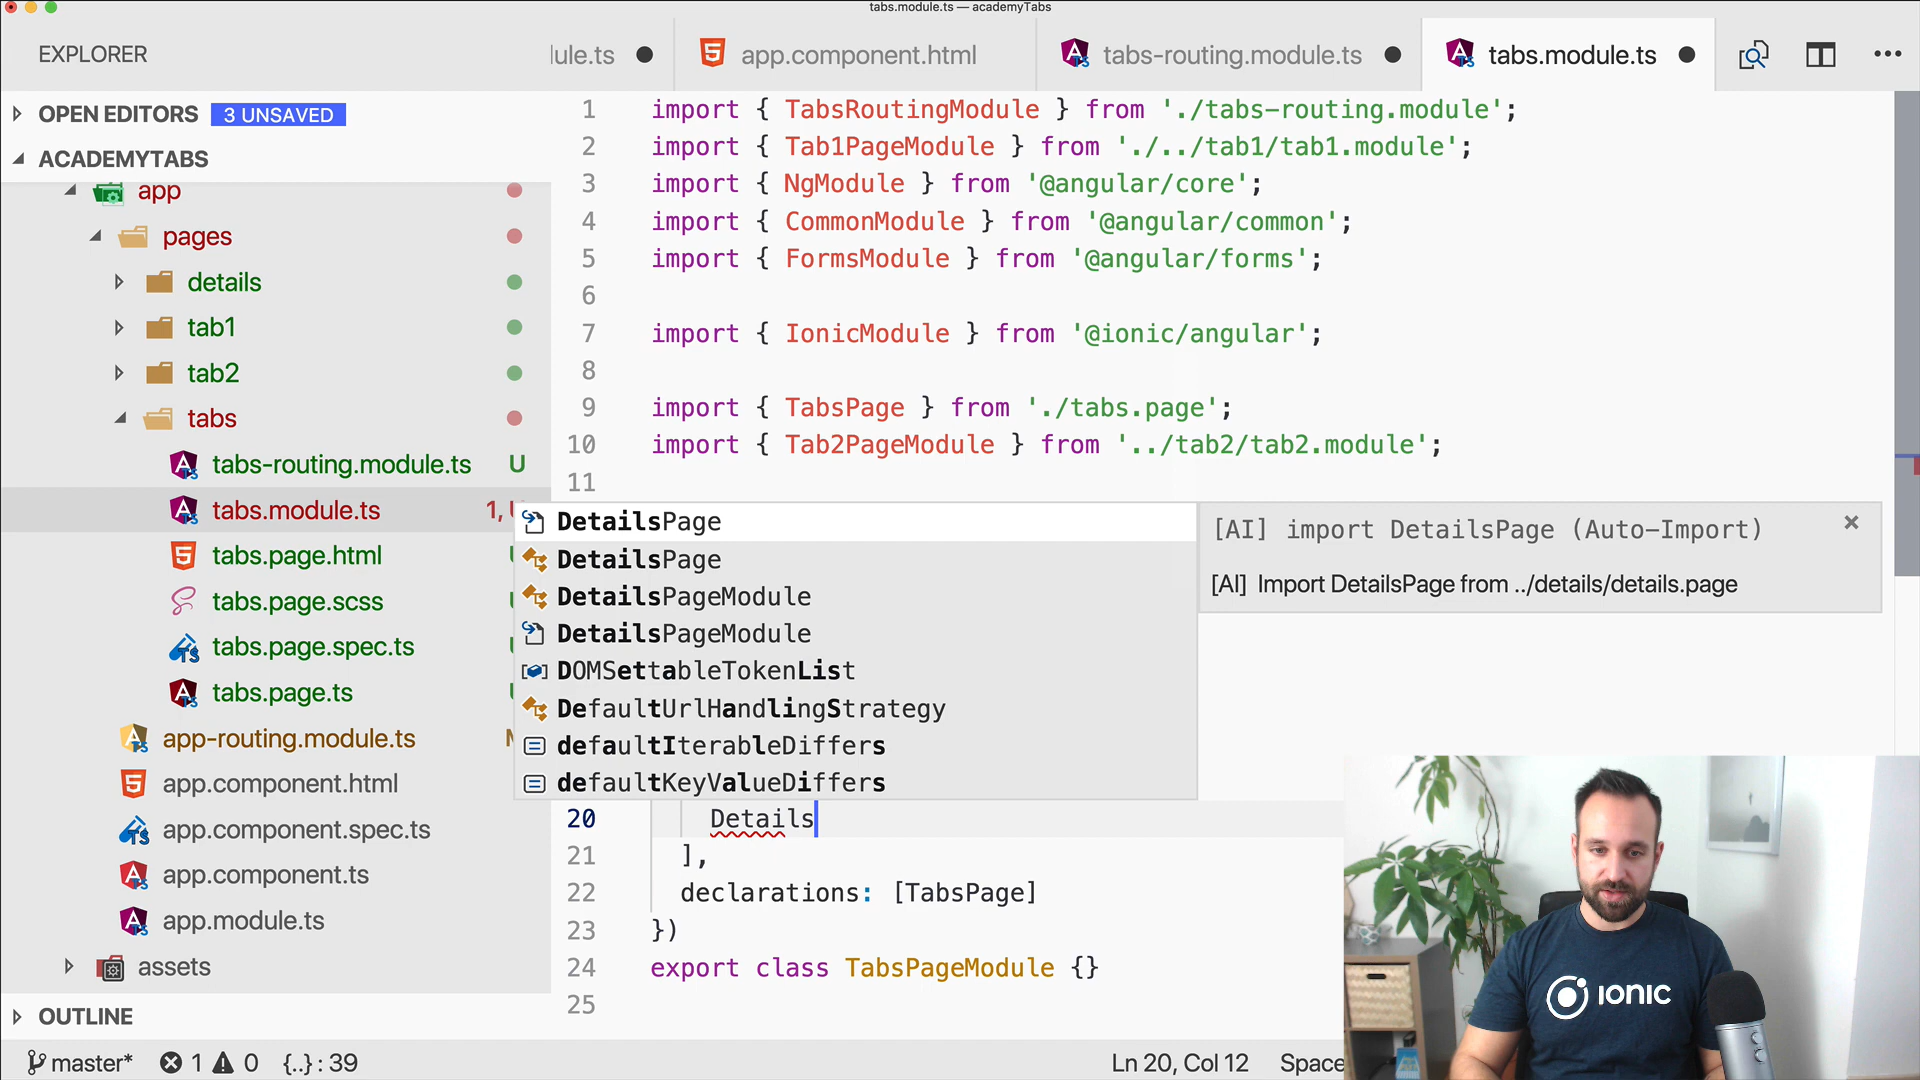 tabs.module.ts — academyTabs
EXPLORER
lule.ts
app.component.html
tabs-routing.module.ts
tabs.module.ts
OPEN EDITORS 3 UNSAVED
ACADEMYTABS
app
pages
details
tab1
tab2
tabs
tabs-routing.module.ts U
tabs.module.ts 1, U
tabs.page.html
tabs.page.scss
tabs.page.spec.ts
tabs.page.ts
app-routing.module.ts
app.component.html
app.component.spec.ts
app.component.ts
app.module.ts
assets
OUTLINE
1 import { TabsRoutingModule } from './tabs-routing.module';
2 import { Tab1PageModule } from './../tab1/tab1.module';
3 import { NgModule } from '@angular/core';
4 import { CommonModule } from '@angular/common';
5 import { FormsModule } from '@angular/forms';
6
7 import { IonicModule } from '@ionic/angular';
8
9 import { TabsPage } from './tabs.page';
10 import { Tab2PageModule } from '../tab2/tab2.module';
11
DetailsPage
DetailsPage
DetailsPageModule
DetailsPageModule
DOMSettableTokenList
DefaultUrlHandlingStrategy
defaultIterableDiffers
defaultKeyValueDiffers
[AI] import DetailsPage (Auto-Import)
[AI] Import DetailsPage from ../details/details.page
20 Details
21 ],
22 declarations: [TabsPage]
23 })
24 export class TabsPageModule {}
25
IONIC
master* 1 0 {..} : 39
Ln 20, Col 12 Space